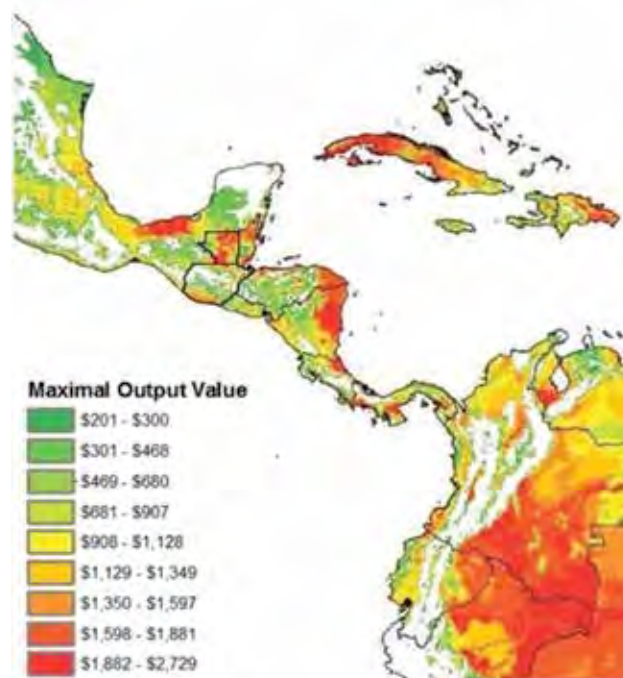 Maximal Output Value
$201 - $300
$301 - $468
$469 - $680
$681 - $907
$908 - $1,128
$1,129 - $1,349
$1,350 - $1,597
$1,598 - $1,881
$1,882 - $2,729